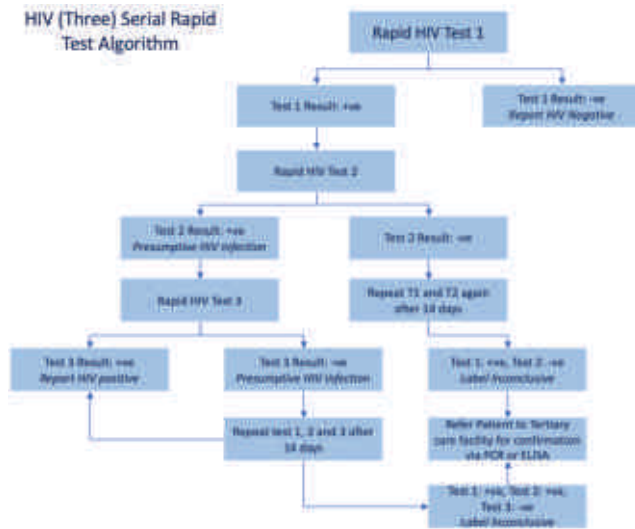 HIV (Three) Serial Rapid
Test Algorithm
Rapid HIV Test 1
Test 1 Result: +ve
Test 1 Result: -ve
Report HIV Negative
Rapid HIV Test 2
Test 2 Result: +ve
Presumptive HIV infection
Test 2 Result: -ve
Rapid HIV Test 3
Repeat T1 and T2 again
after 14 days
Test 3 Result: +ve
Report HIV positive
Test 3 Result: -ve
Presumptive HIV infection
Test 1: +ve, Test 2: -ve
Label Inconclusive
Repeat test 1, 2 and 3 after
14 days
Refer Patient to Tertiary
care facility for confirmation
via PCR or ELISA
Test 1: +ve, Test 2: +ve,
Test 3: -ve
Label Inconclusive